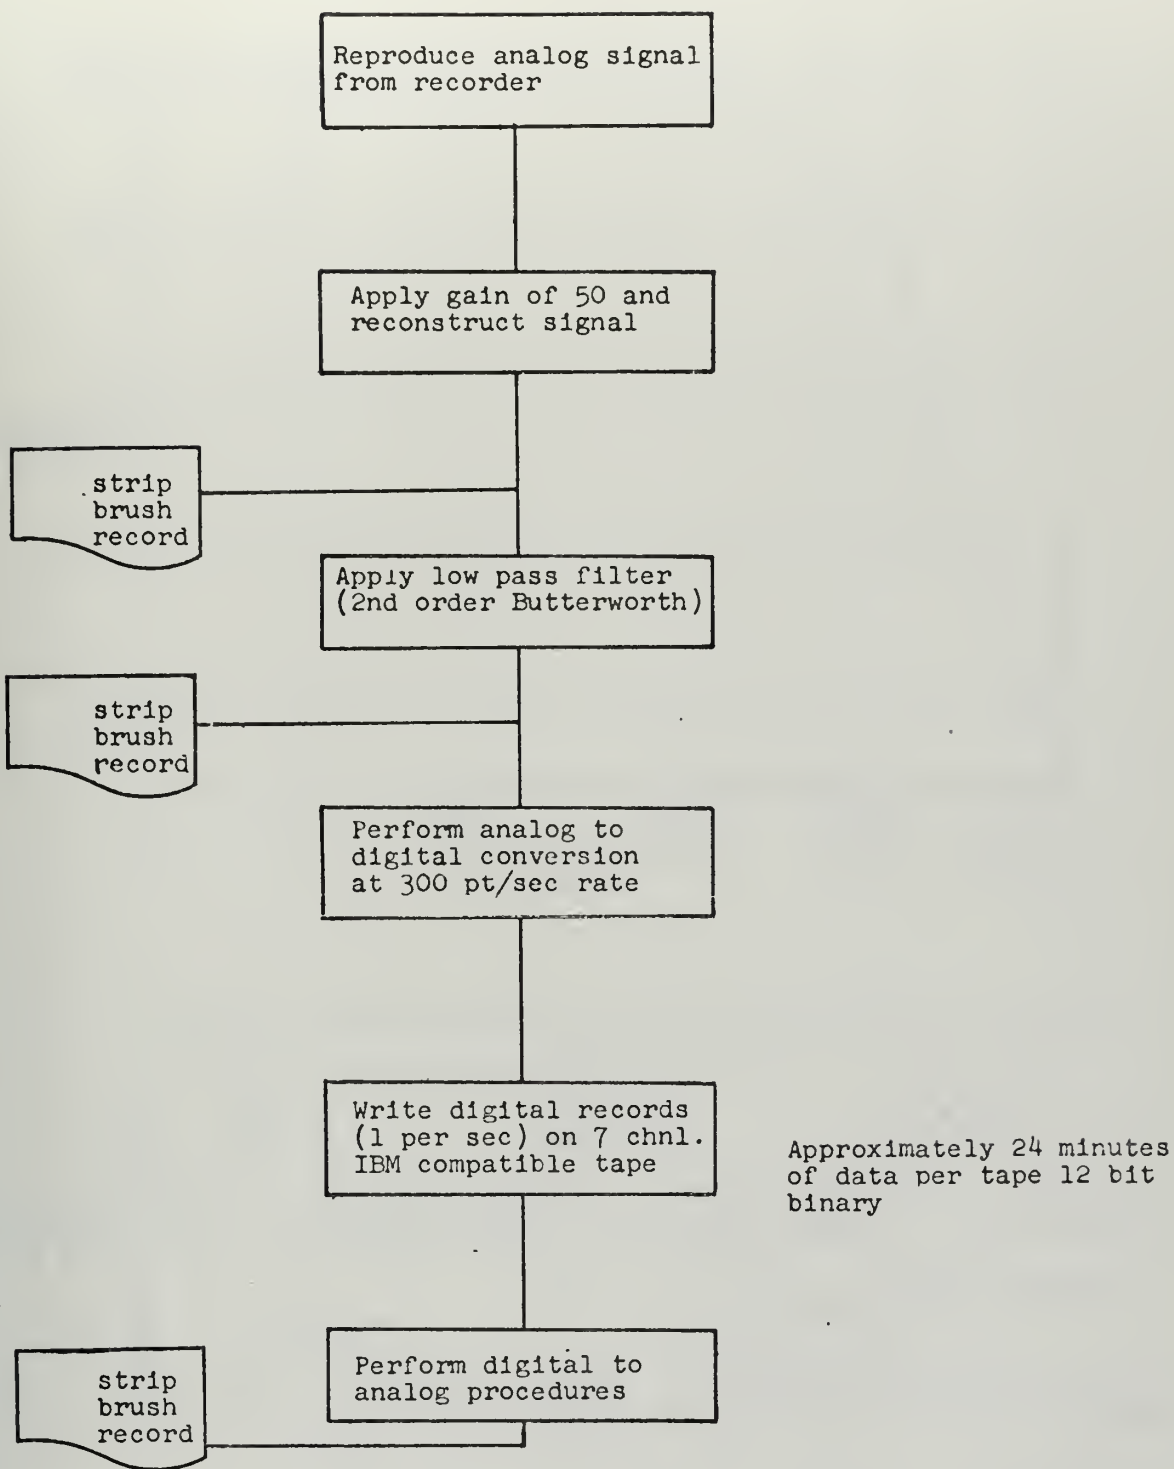 Reproduce analog signal
from recorder
Apply gain of 50 and
reconstruct signal
strip
brush
record
Apply low pass filter
(2nd order Butterworth)
strip
brush
record
Perform analog to
digital conversion
at 300 pt/sec rate
Write digital records
(1 per sec) on 7 chnl.
IBM compatible tape
Approximately 24 minutes
of data per tape 12 bit
binary
Perform digital to
analog procedures
strip
brush
record